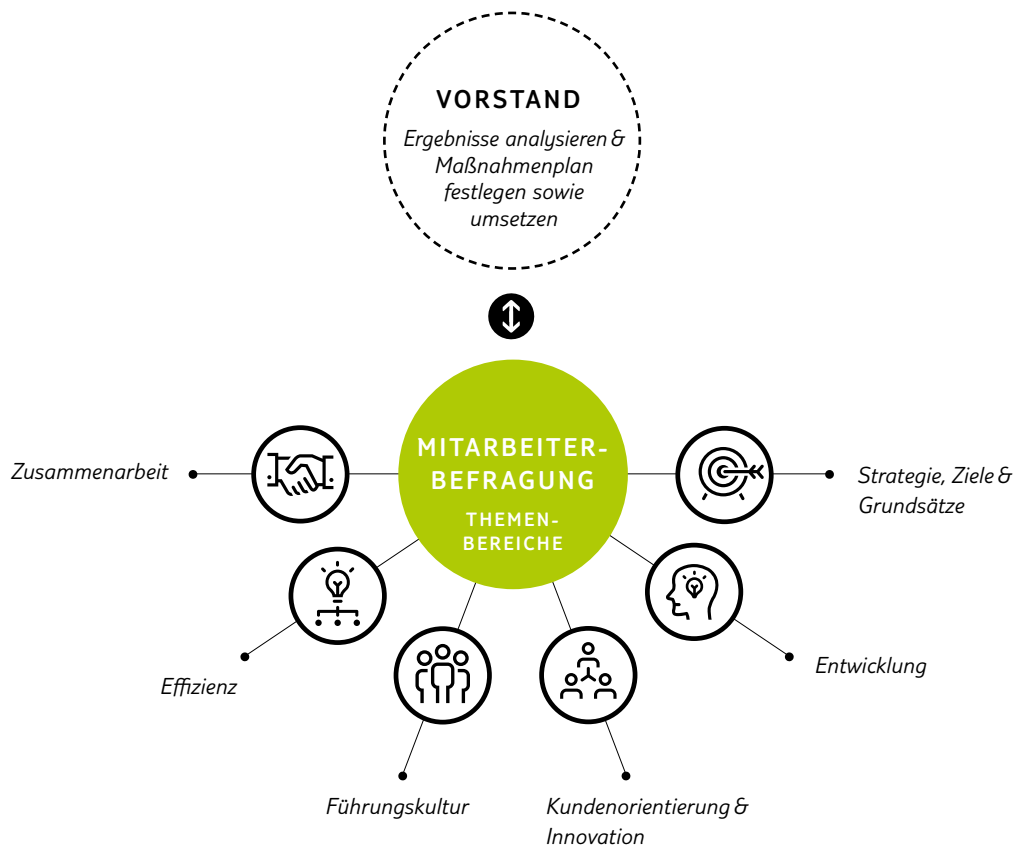 VORSTAND
Ergebnisse analysieren &
Maßnahmenplan
festlegen sowie
umsetzen
MITARBEITER-
BEFRAGUNG
THEMEN-
BEREICHE
Zusammenarbeit
Effizienz
Führungskultur
Kundenorientierung &
Innovation
Entwicklung
Strategie, Ziele &
Grundsätze